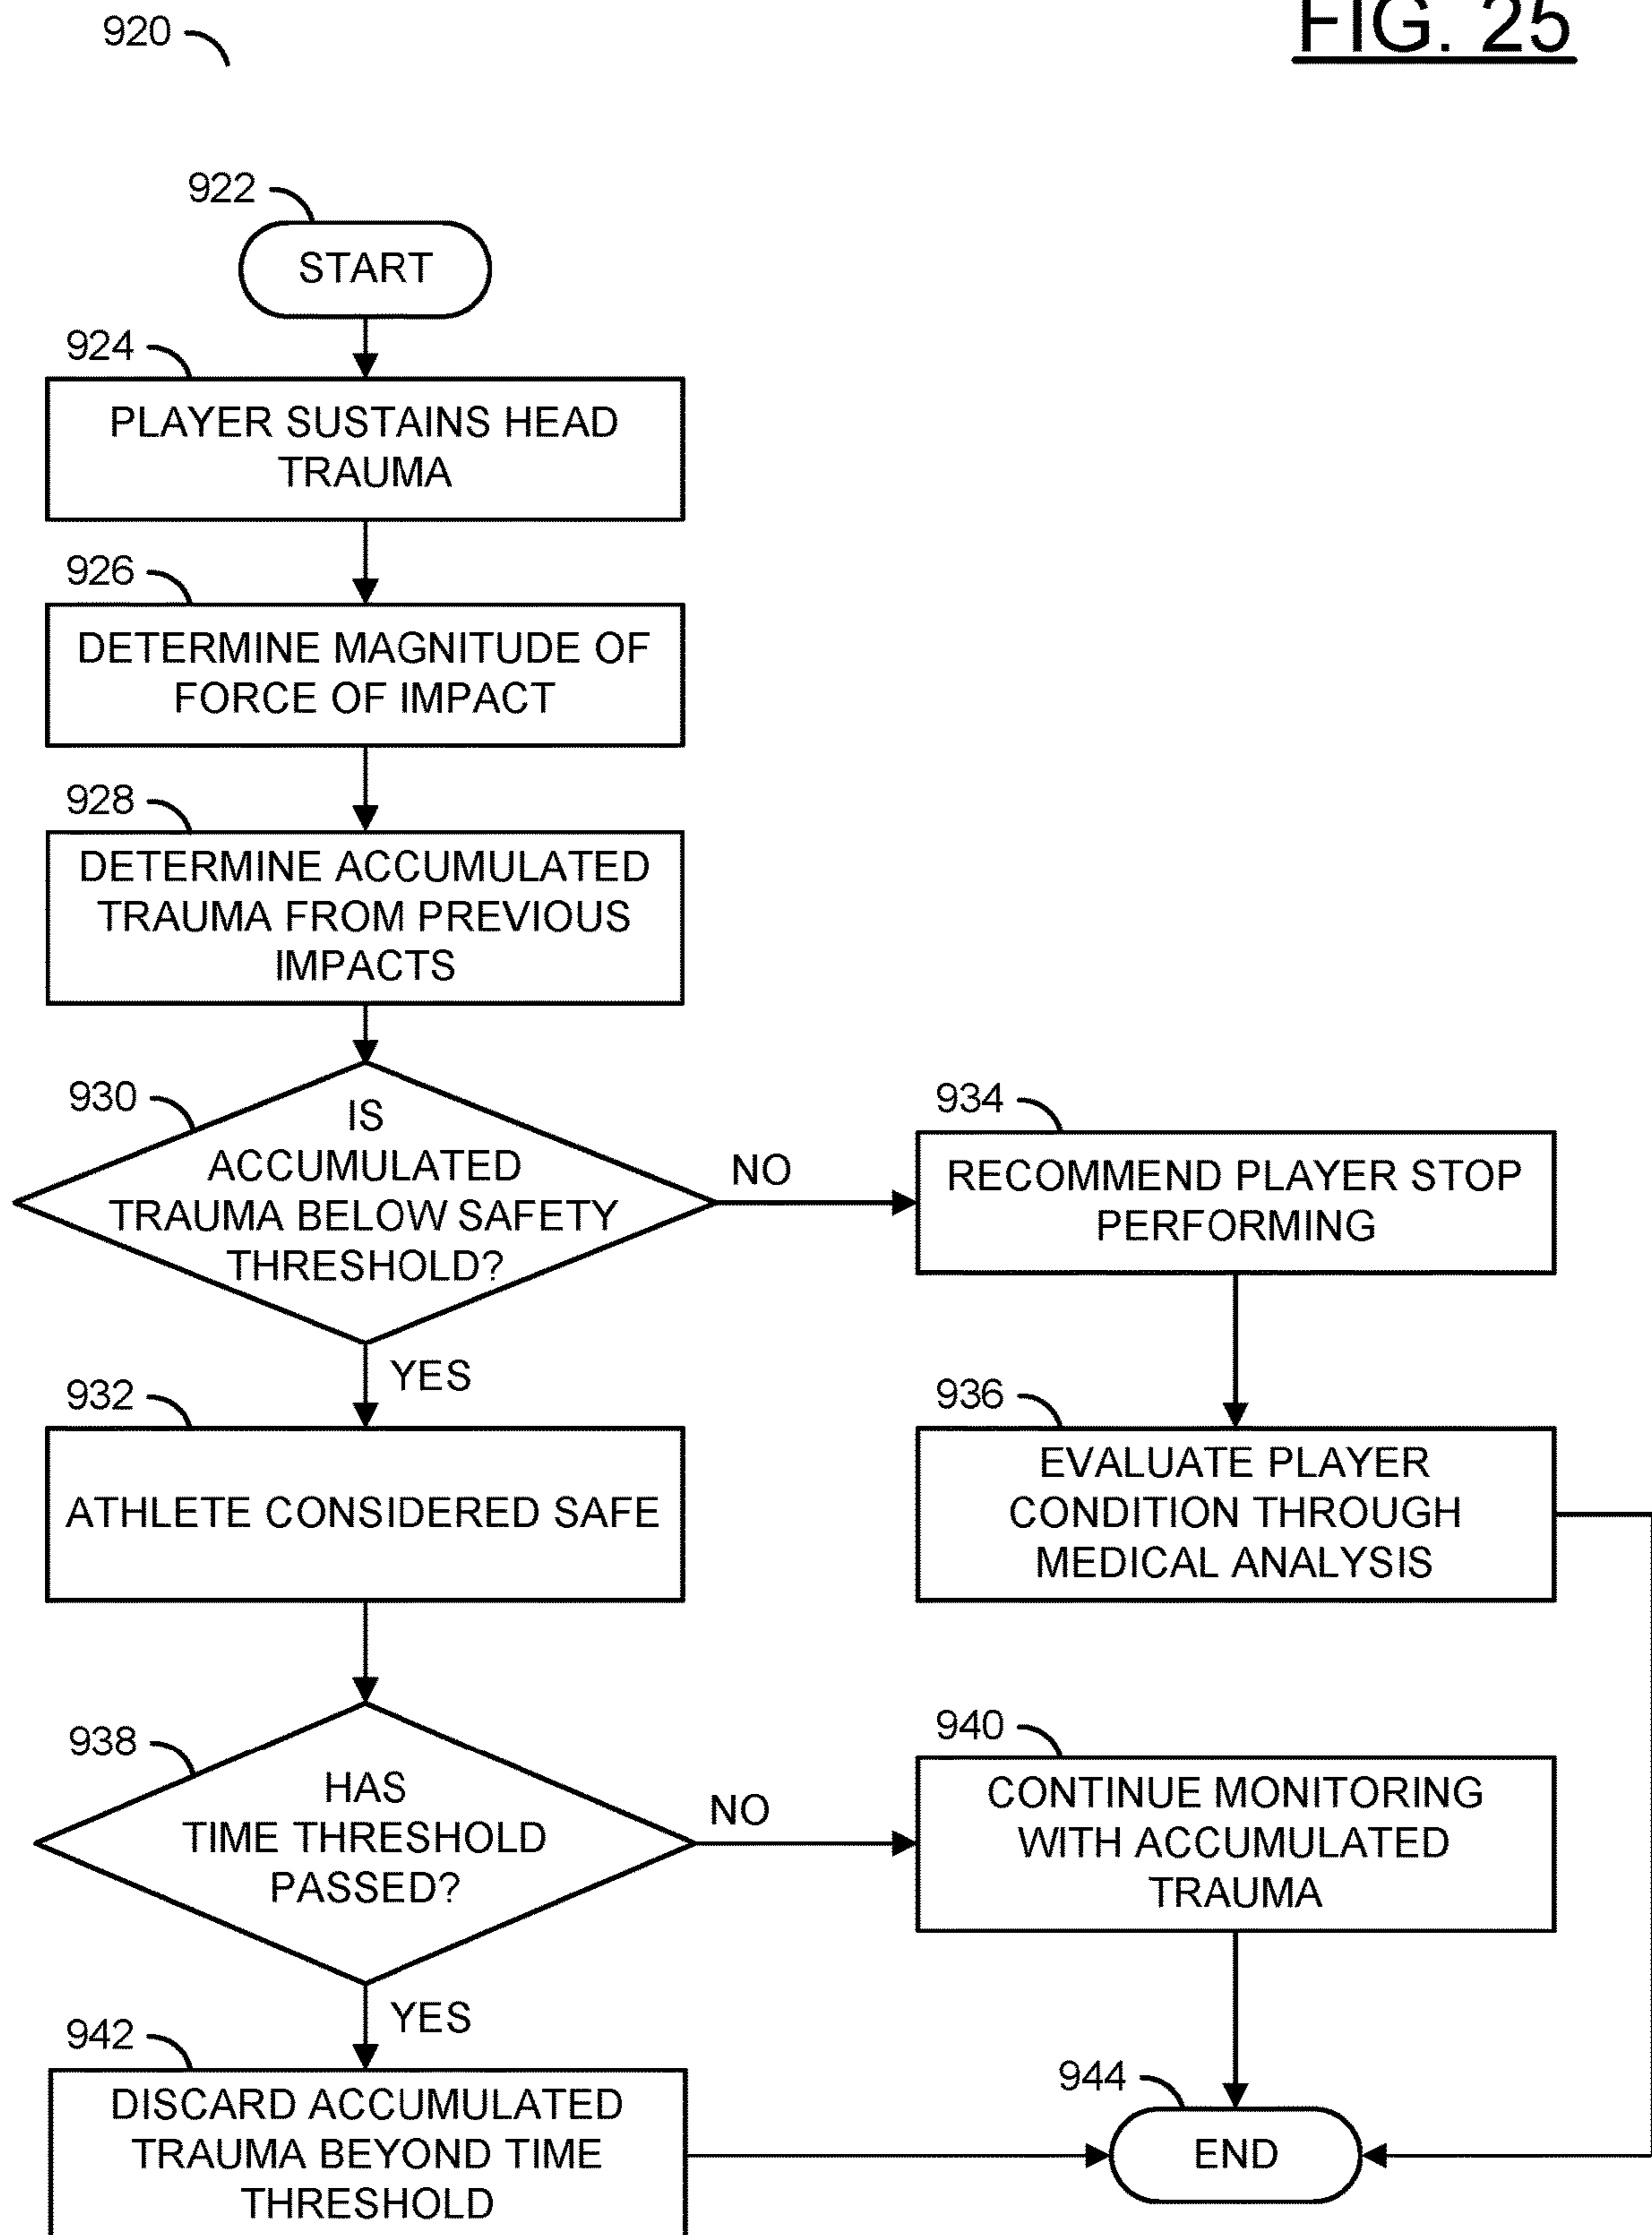 920
FIG. 25
922
START
924
PLAYER SUSTAINS HEAD
TRAUMA
926
DETERMINE MAGNITUDE OF
FORCE OF IMPACT
928
DETERMINE ACCUMULATED
TRAUMA FROM PREVIOUS
IMPACTS
930
IS
ACCUMULATED
TRAUMA BELOW SAFETY
THRESHOLD?
NO
934
RECOMMEND PLAYER STOP
PERFORMING
YES
932
ATHLETE CONSIDERED SAFE
936
EVALUATE PLAYER
CONDITION THROUGH
MEDICAL ANALYSIS
938
HAS
TIME THRESHOLD
PASSED?
NO
940
CONTINUE MONITORING
WITH ACCUMULATED
TRAUMA
YES
942
DISCARD ACCUMULATED
TRAUMA BEYOND TIME
THRESHOLD
944
END